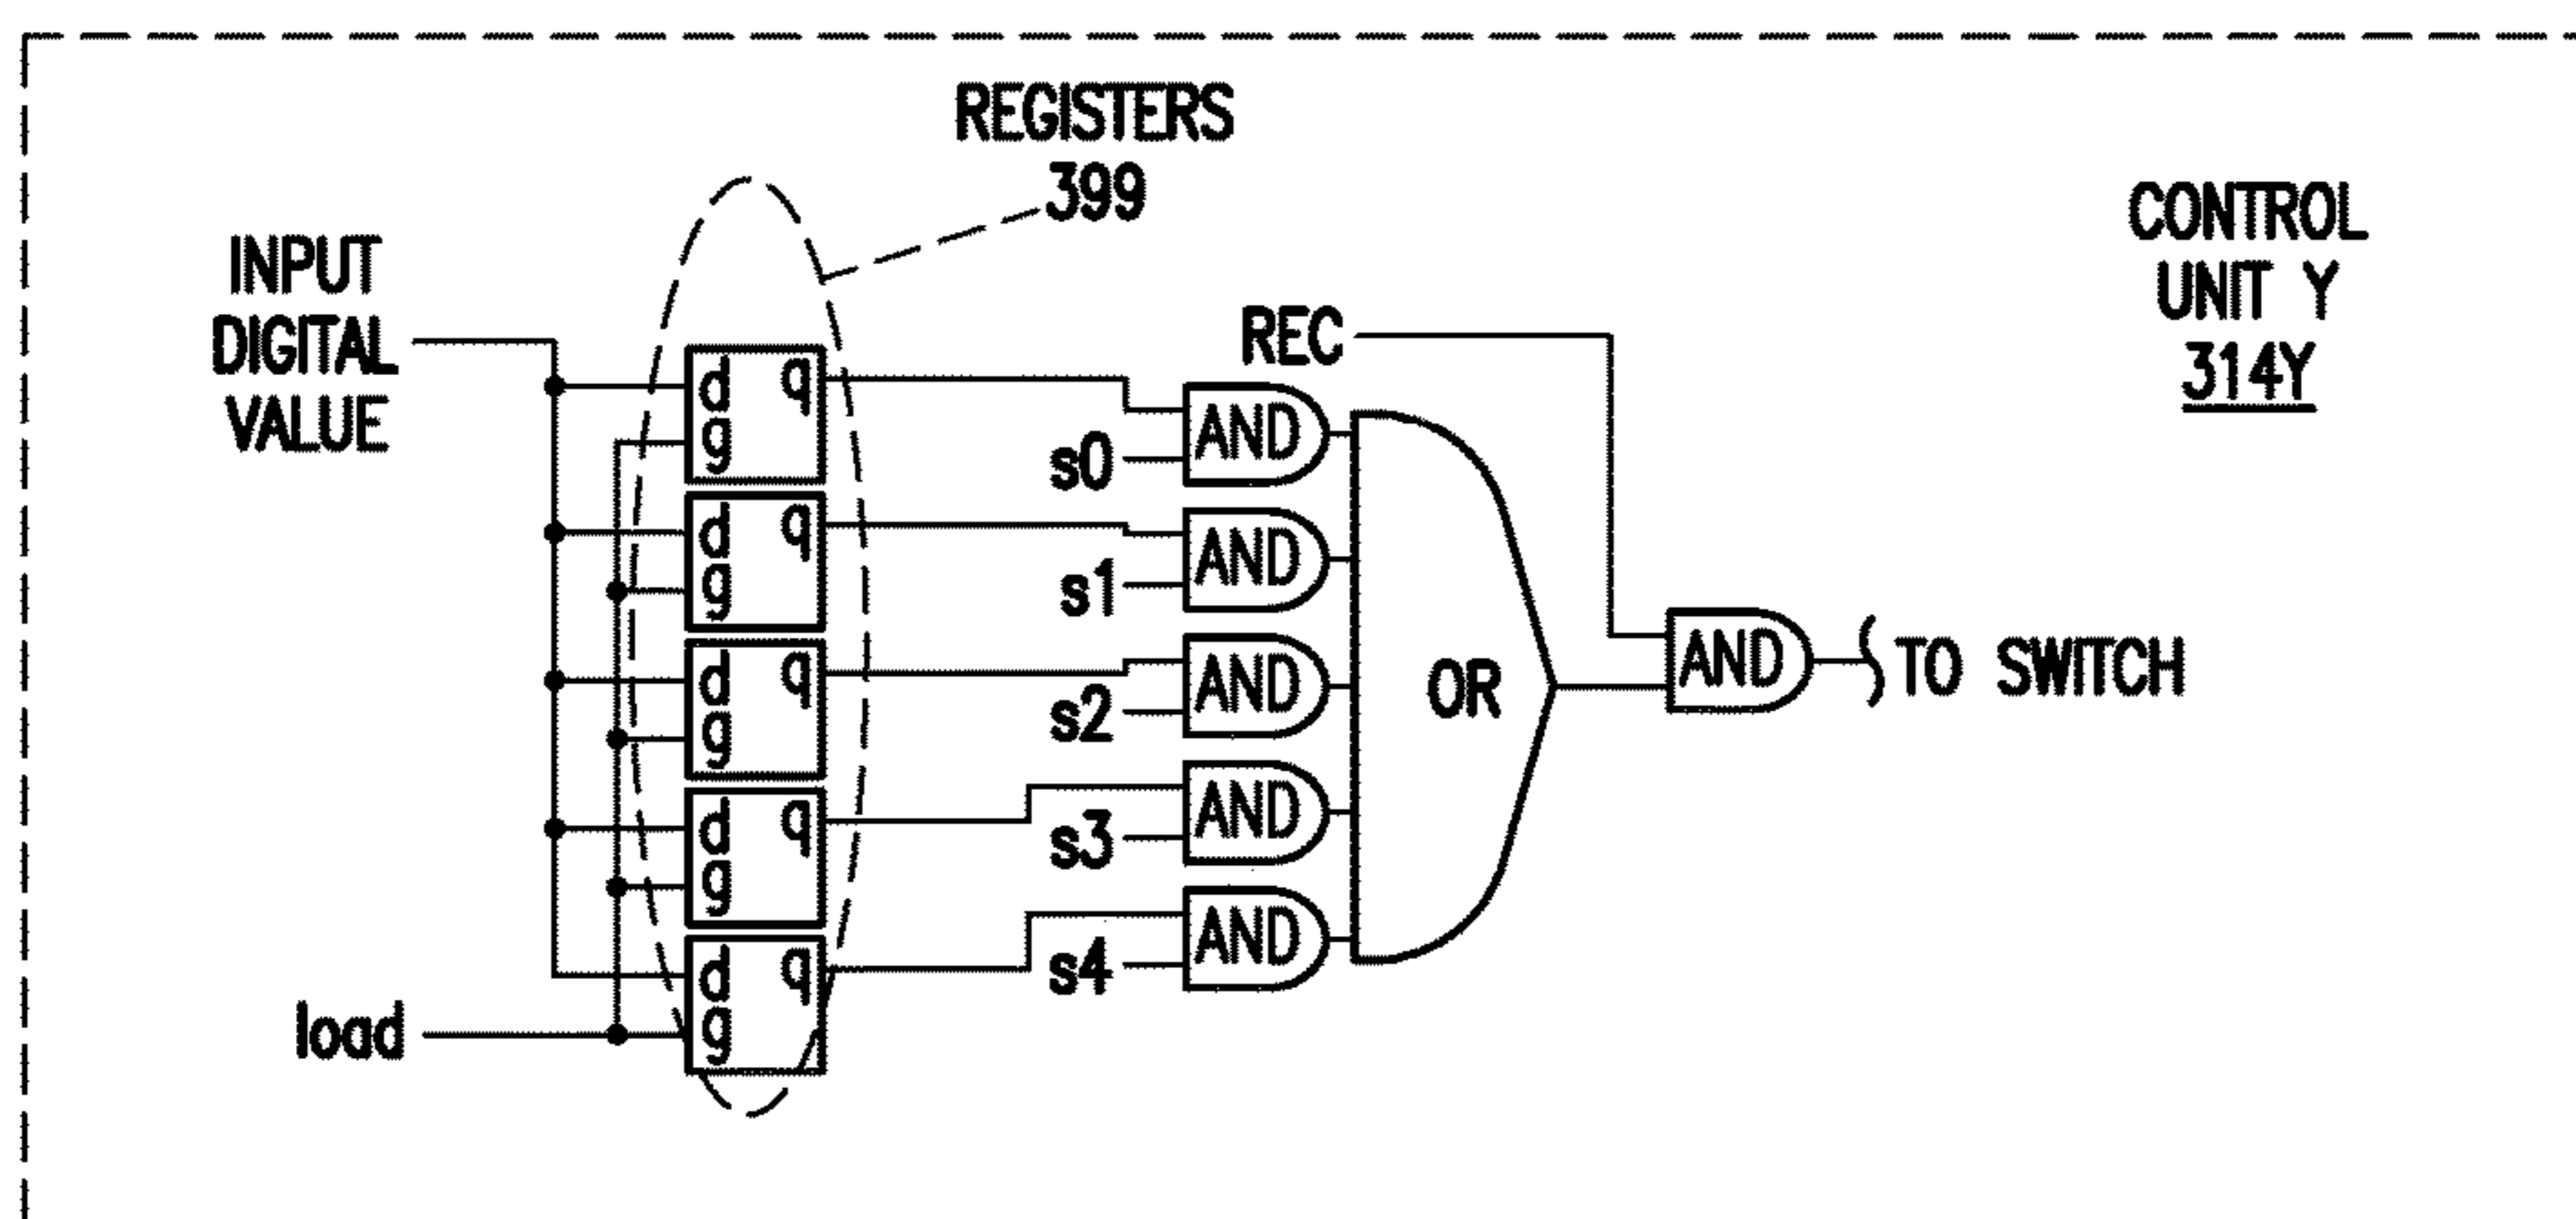 REGISTERS
399
INPUT
DIGITAL
VALUE
CONTROL
UNIT Y
314Y
REC
d q
g
AND
s0
d q
g
AND
s1
d q
g
AND
s2
OR
AND
TO SWITCH
d q
g
AND
s3
d q
g
AND
s4
load